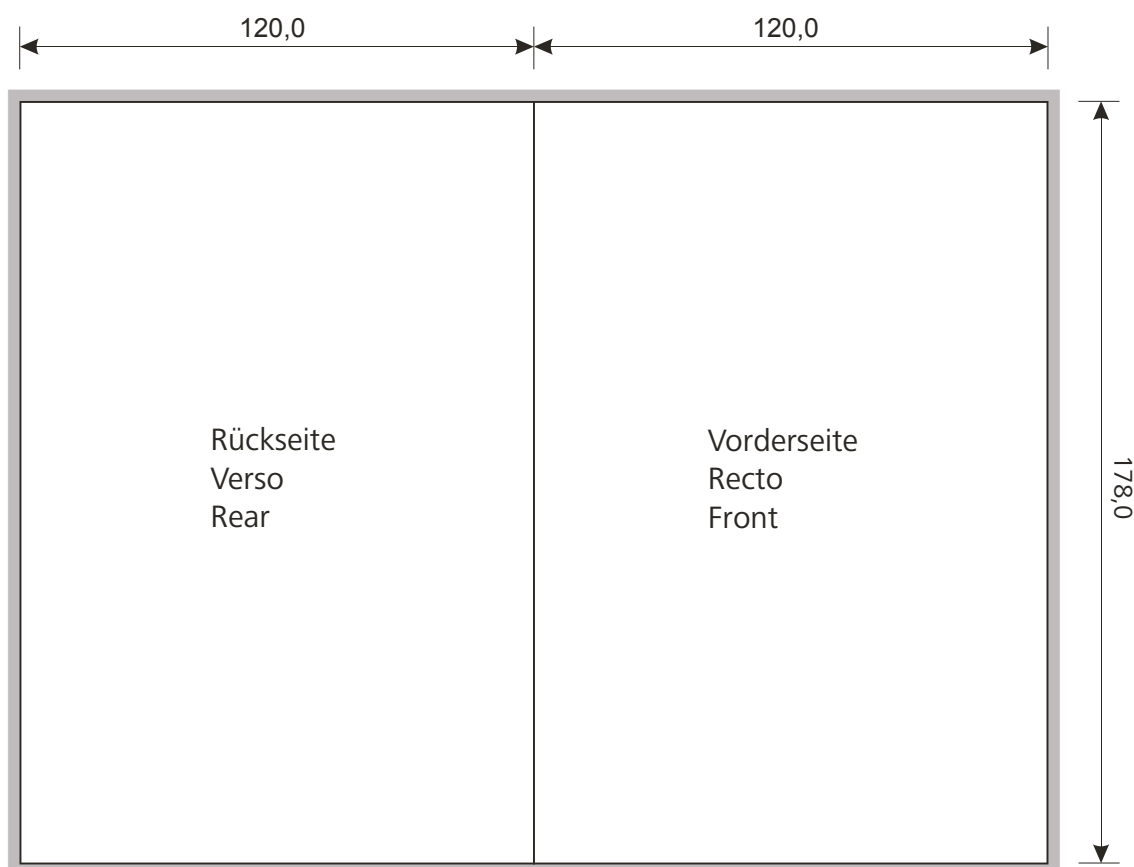 120,0
120,0
Rückseite
Verso
Rear
Vorderseite
Recto
Front
178,0